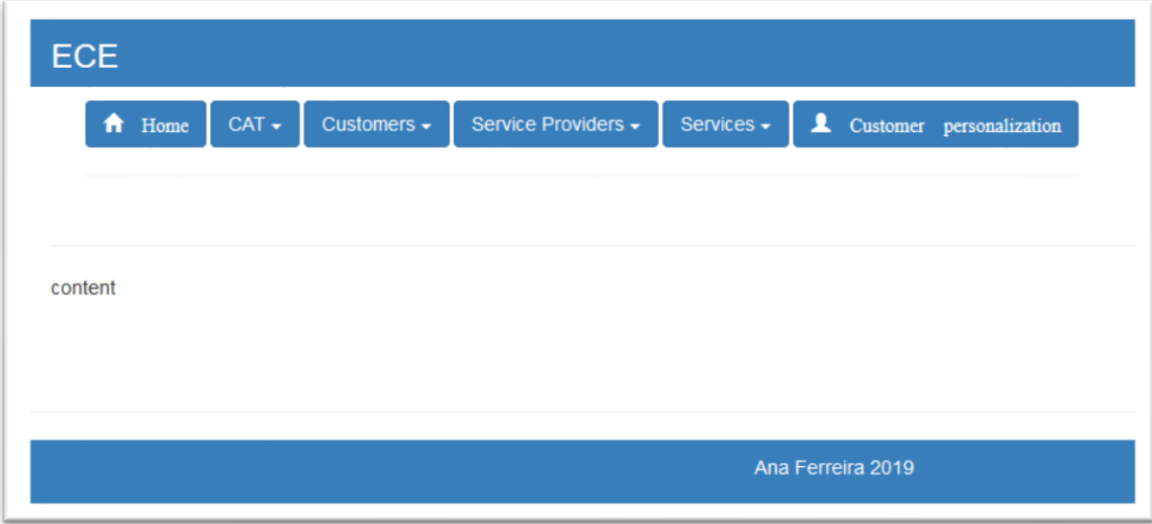 ECE
Home CAT Customers Service Providers Services Customer personalization
content
Ana Ferreira 2019